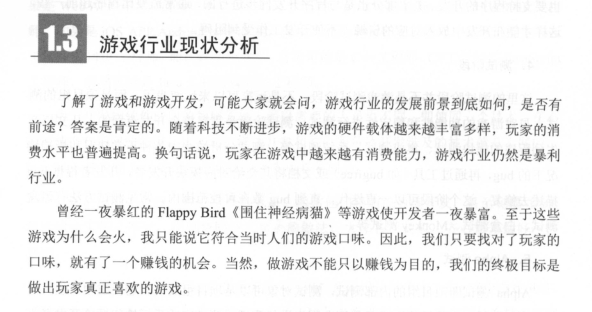 1.3 游戏行业现状分析
了解了游戏和游戏开发，可能大家就会问，游戏行业的发展前景到底如何，是否有
前途？答案是肯定的。随着科技不断进步，游戏的硬件载体越来越丰富多样，玩家的消
费水平也普遍提高。换句话说，玩家在游戏中越来越有消费能力，游戏行业仍然是暴利
行业。
曾经一夜暴红的 Flappy Bird《围住神经病猫》等游戏使开发者一夜暴富。至于这些
游戏为什么会火，我只能说它符合当时人们的游戏口味。因此，我们只要找对了玩家的
口味，就有了一个赚钱的机会。当然，做游戏不能只以赚钱为目的，我们的终极目标是
做出玩家真正喜欢的游戏。